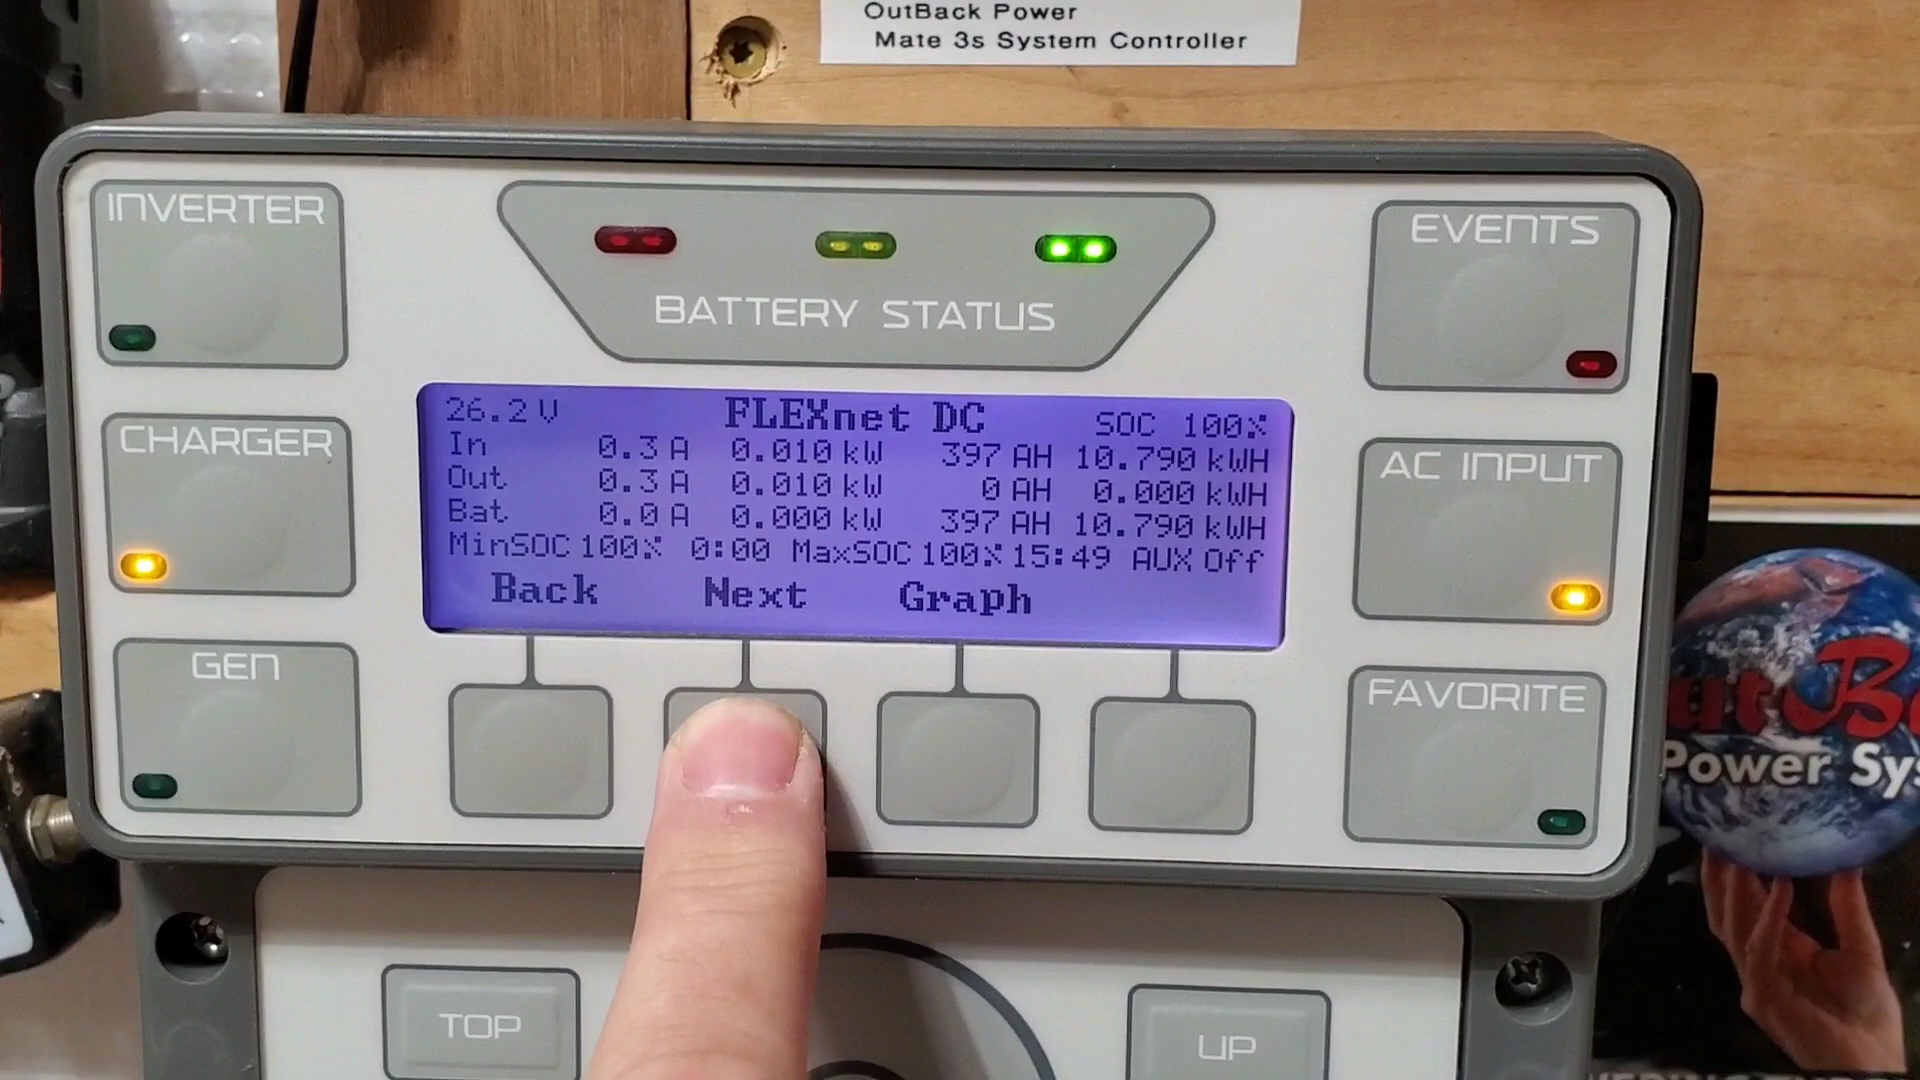 OutBack Power
Mate 3s System Controller
INVERTER
BATTERY STATUS
EVENTS
CHARGER
AC INPUT
GEN
FAVORITE
26.2 V FLEXnet DC SOC 100%
In 0.3 A 0.010 kW 397 AH 10.790 kWH
Out 0.3 A 0.010 kW 0 AH 0.000 kWH
Bat 0.0 A 0.000 kW 397 AH 10.790 kWH
MinSOC 100% 0:00 MaxSOC 100% 15:49 AUX Off
Back Next Graph
TOP
UP
Power